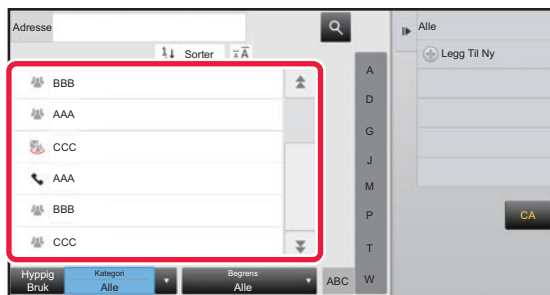 Adresse
Sorter
BBB
AAA
CCC
AAA
BBB
CCC
Hyppig
Bruk
Kategori
Alle
Begrens
Alle
ABC
A
D
G
J
M
P
T
W
Alle
Legg Til Ny
CA